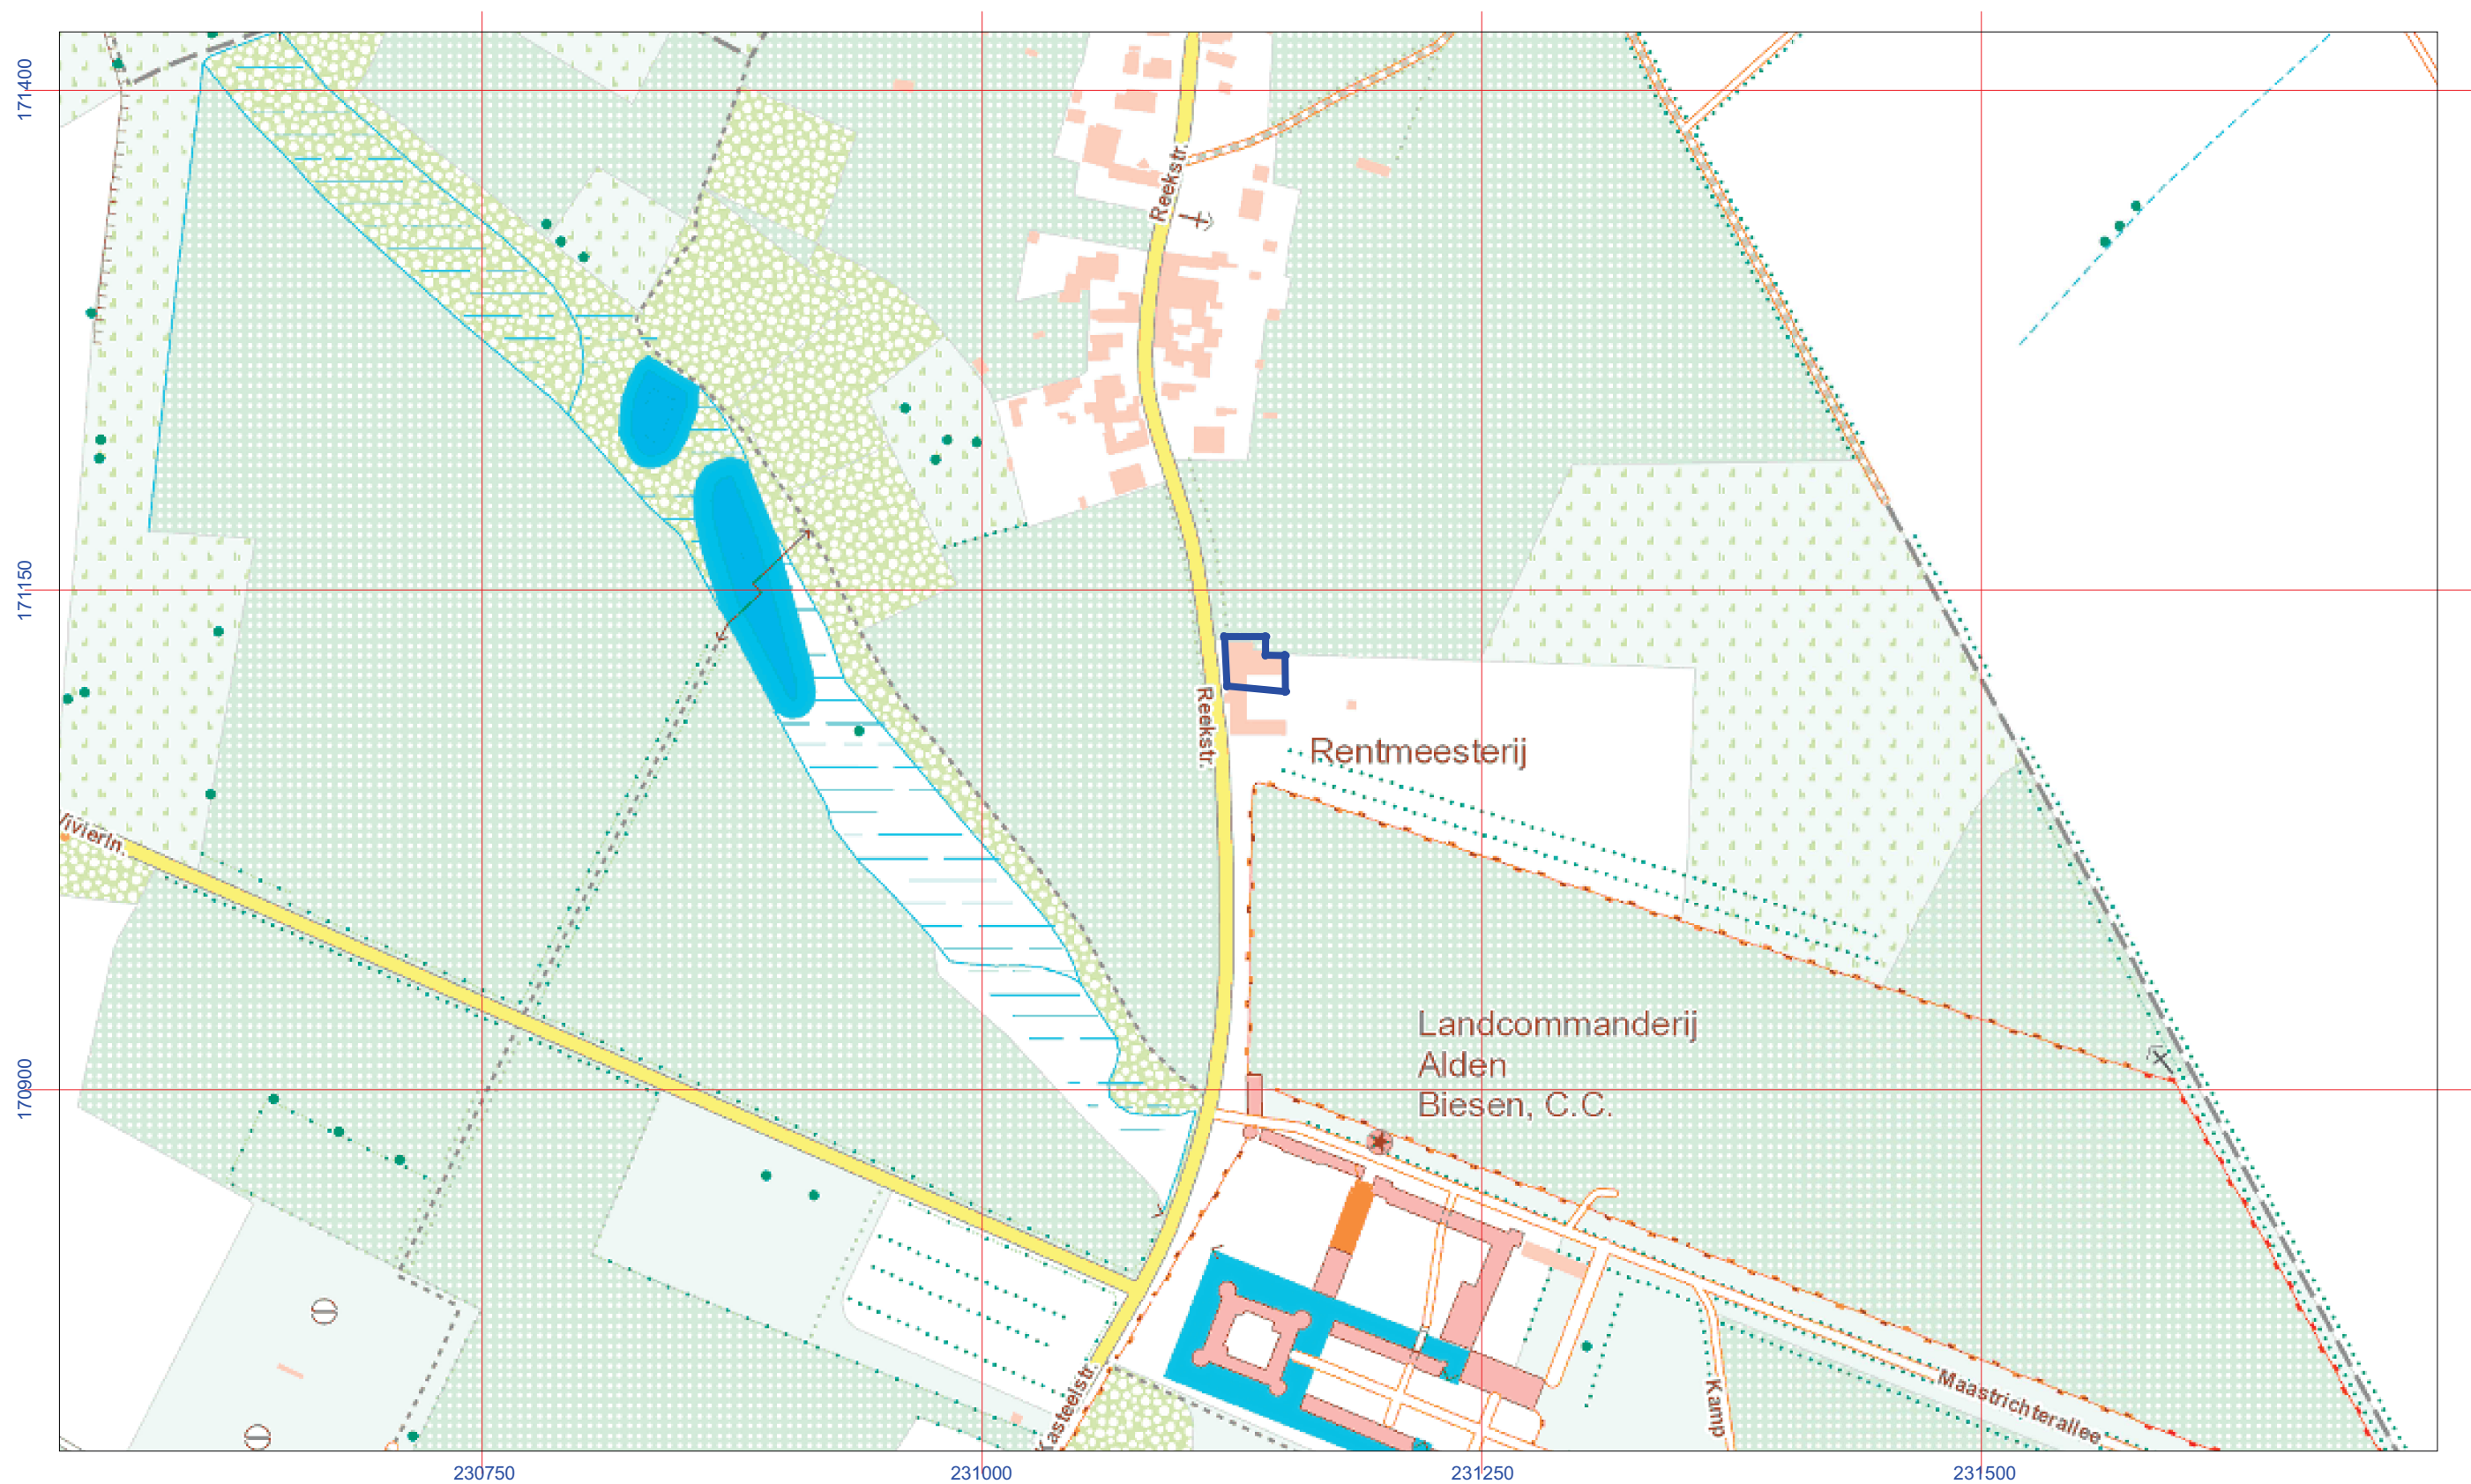 171400
Reekstr.
171150
Reekstr.
Rentmeesterij
Vivierln.
Landcommanderij
Alden
Biesen, C.C.
170900
Kasteelstr.
Kamp
Maastrichterallee
230750
231000
231250
231500